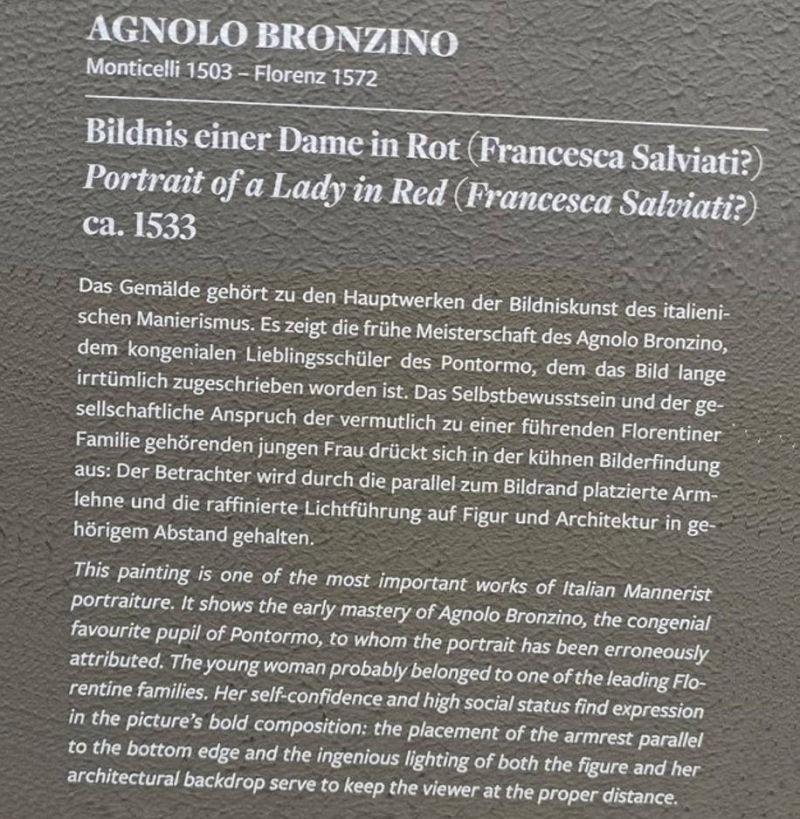 AGNOLO BRONZINO
Monticelli 1503 – Florenz 1572
Bildnis einer Dame in Rot (Francesca Salviati?)
Portrait of a Lady in Red (Francesca Salviati?)
ca. 1533
Das Gemälde gehört zu den Hauptwerken der Bildniskunst des italieni-
schen Manierismus. Es zeigt die frühe Meisterschaft des Agnolo Bronzino,
dem kongenialen Lieblingsschüler des Pontormo, dem das Bild lange
irrtümlich zugeschrieben worden ist. Das Selbstbewusstsein und der ge-
sellschaftliche Anspruch der vermutlich zu einer führenden Florentiner
Familie gehörenden jungen Frau drückt sich in der kühnen Bilderfindung
aus: Der Betrachter wird durch die parallel zum Bildrand platzierte Arm-
lehne und die raffinierte Lichtführung auf Figur und Architektur in ge-
hörigem Abstand gehalten.
This painting is one of the most important works of Italian Mannerist
portraiture. It shows the early mastery of Agnolo Bronzino, the congenial
favourite pupil of Pontormo, to whom the portrait has been erroneously
attributed. The young woman probably belonged to one of the leading Flo-
rentine families. Her self-confidence and high social status find expression
in the picture's bold composition: the placement of the armrest parallel
to the bottom edge and the ingenious lighting of both the figure and her
architectural backdrop serve to keep the viewer at the proper distance.